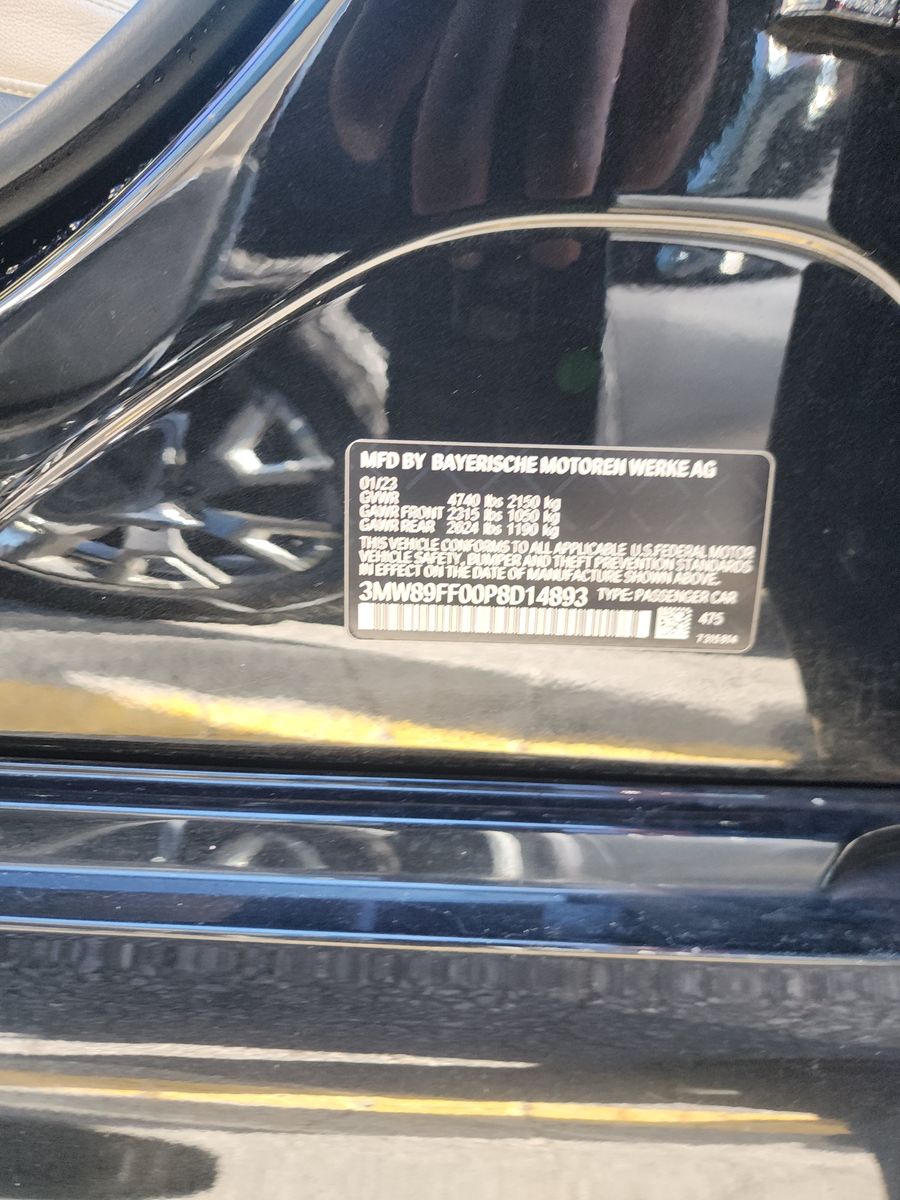 MFD BY BAYERISCHE MOTOREN WERKE AG
01/23
GVWR 4740 lbs 2150 kg
GAWR FRONT 2315 lbs 1050 kg
GAWR REAR 2624 lbs 1190 kg
THIS VEHICLE CONFORMS TO ALL APPLICABLE U.S.FEDERAL MOTOR
VEHICLE SAFETY, BUMPER AND THEFT PREVENTION STANDARDS
IN EFFECT ON THE DATE OF MANUFACTURE SHOWN ABOVE.
3MW89FF00P8D14893 TYPE: PASSENGER CAR
475